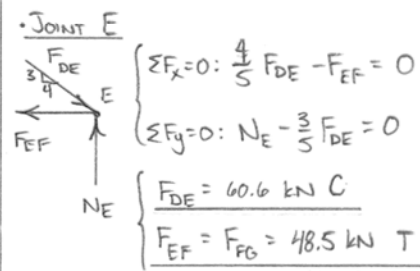 · JOINT E
F_DE
3
4
E
F_EF
N_E
ΣFx=0: 4/5 F_DE - F_EF = 0
ΣFy=0: N_E - 3/5 F_DE = 0
F_DE = 60.6 kN C
F_EF = F_FG = 48.5 kN T